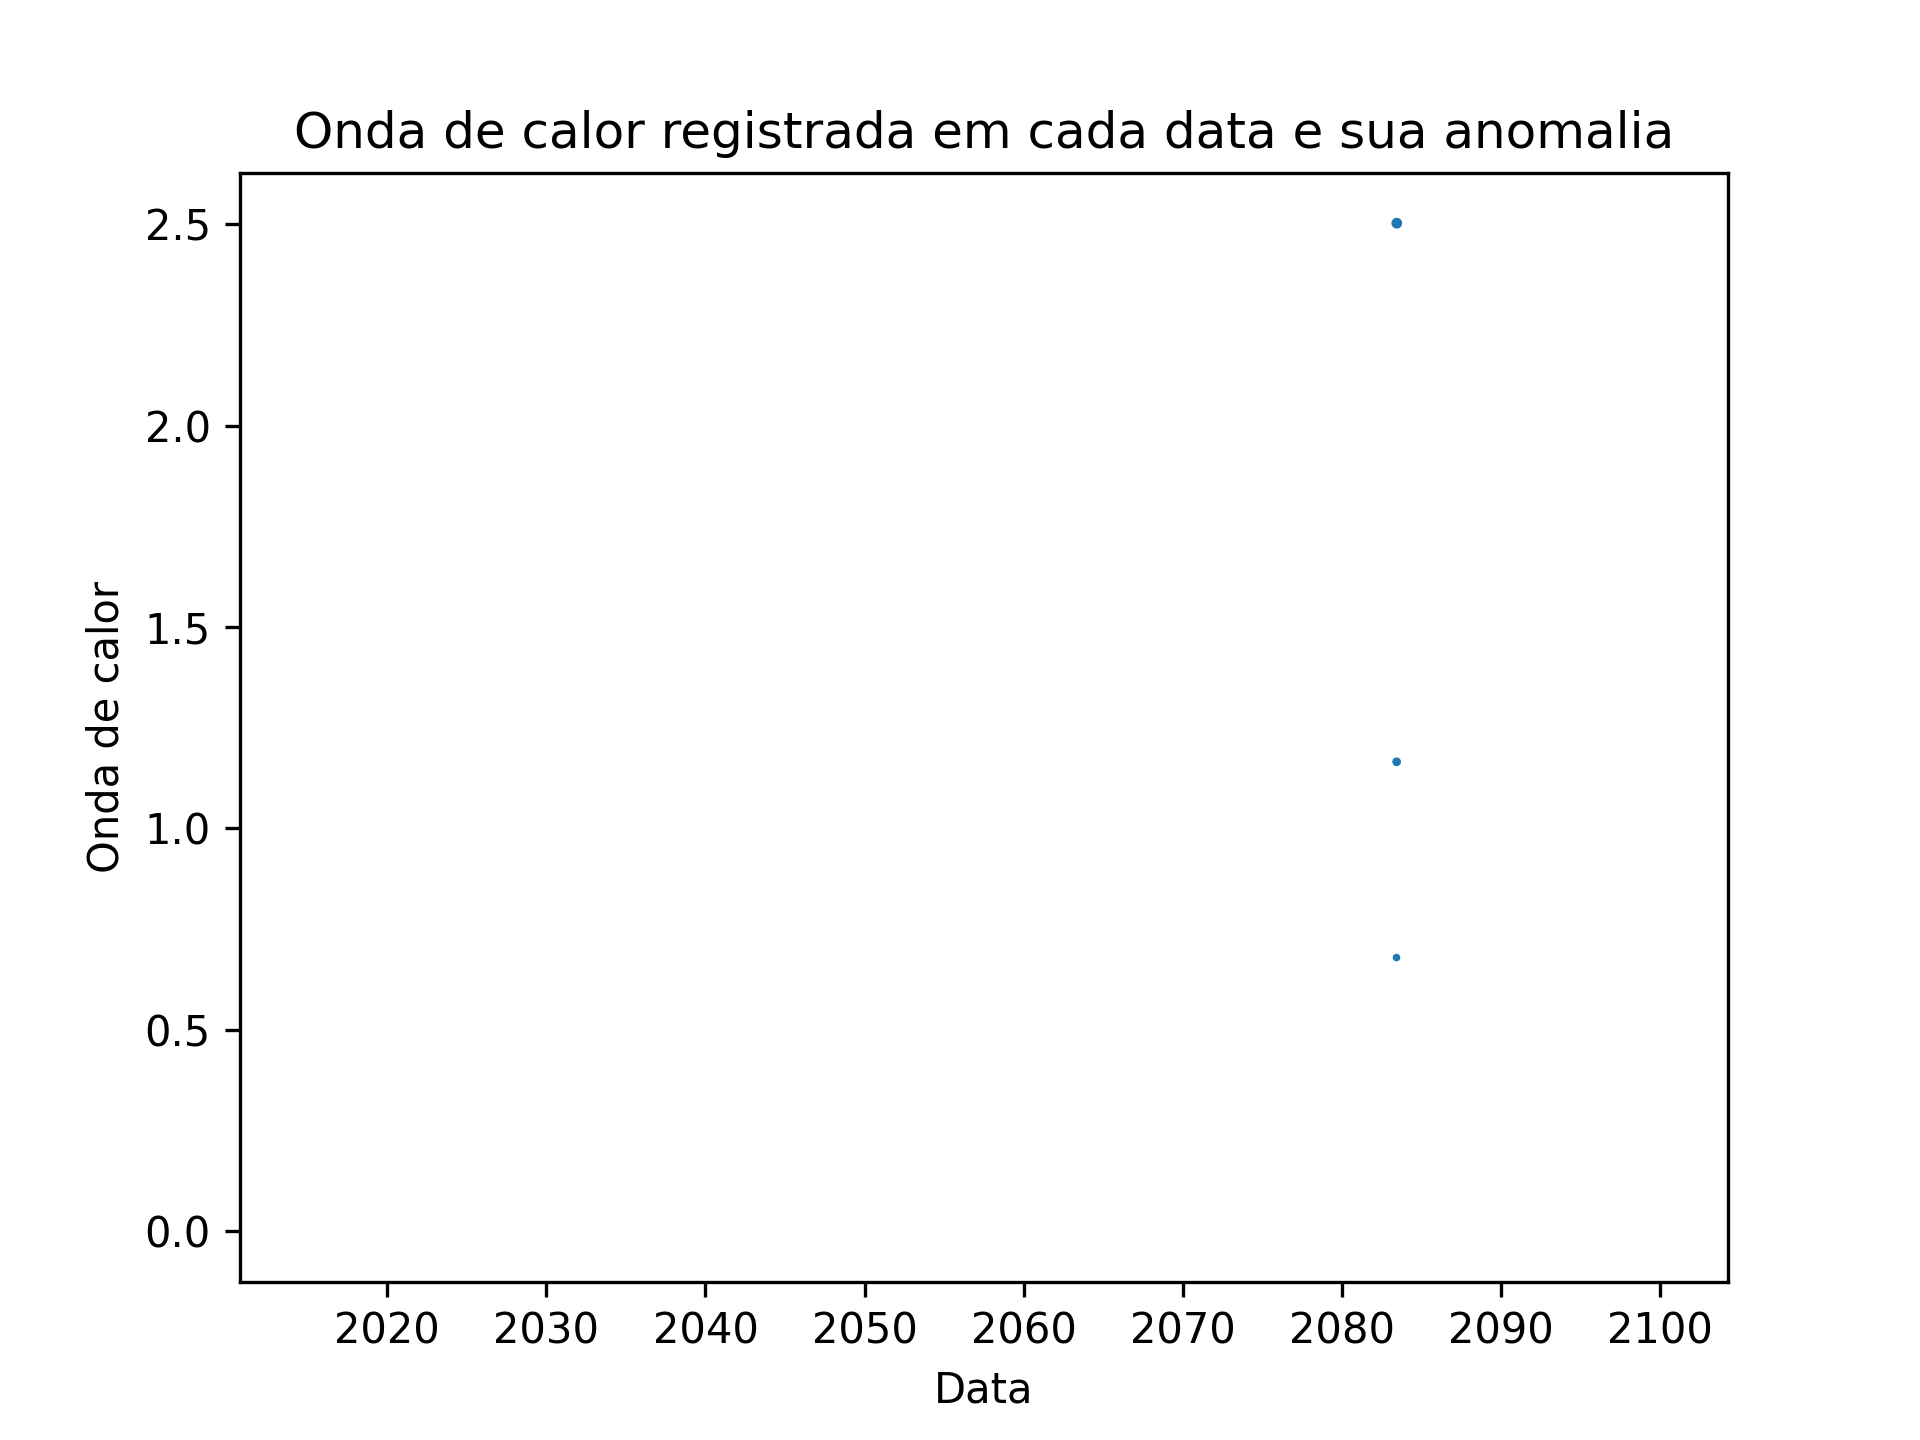 Onda de calor registrada em cada data e sua anomalia
2.5
2.0
1.5
1.0
0.5
0.0
Onda de calor
2020 2030 2040 2050 2060 2070 2080 2090 2100
Data